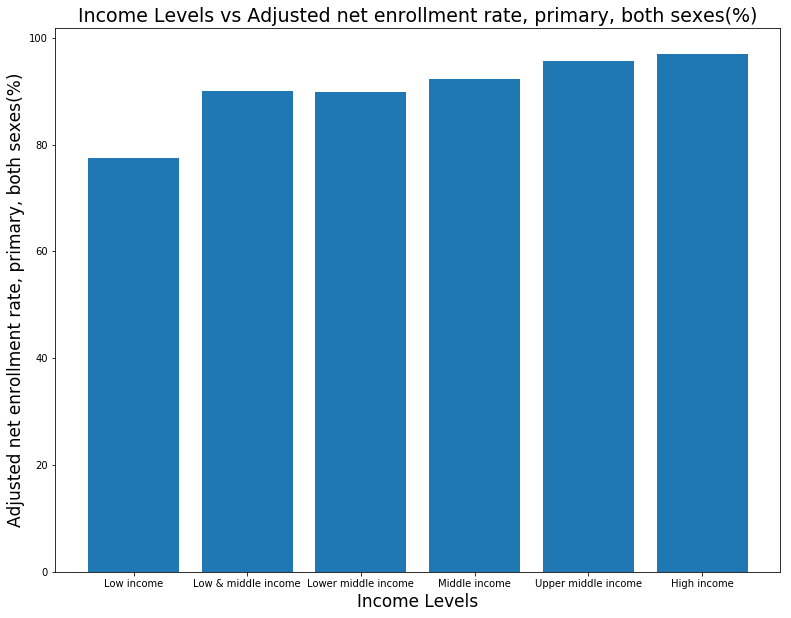 Income Levels vs Adjusted net enrollment rate, primary, both sexes(%)
Adjusted net enrollment rate, primary, both sexes(%)
100
80
60
40
20
0
Low income
Low & middle income
Lower middle income
Middle income
Upper middle income
High income
Income Levels